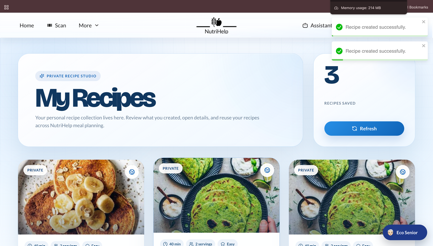 Memory usage: 214 MB
Bookmarks
Home
Scan
More
NutriHelp
Assistant
Recipe created successfully.
Recipe created successfully.
PRIVATE RECIPE STUDIO
My Recipes
Your personal recipe collection lives here. Review what you created, open details, and reuse your recipes
across NutriHelp meal planning.
3
RECIPES SAVED
Refresh
PRIVATE
PRIVATE
PRIVATE
40 min
2 servings
Easy
Eco Senior